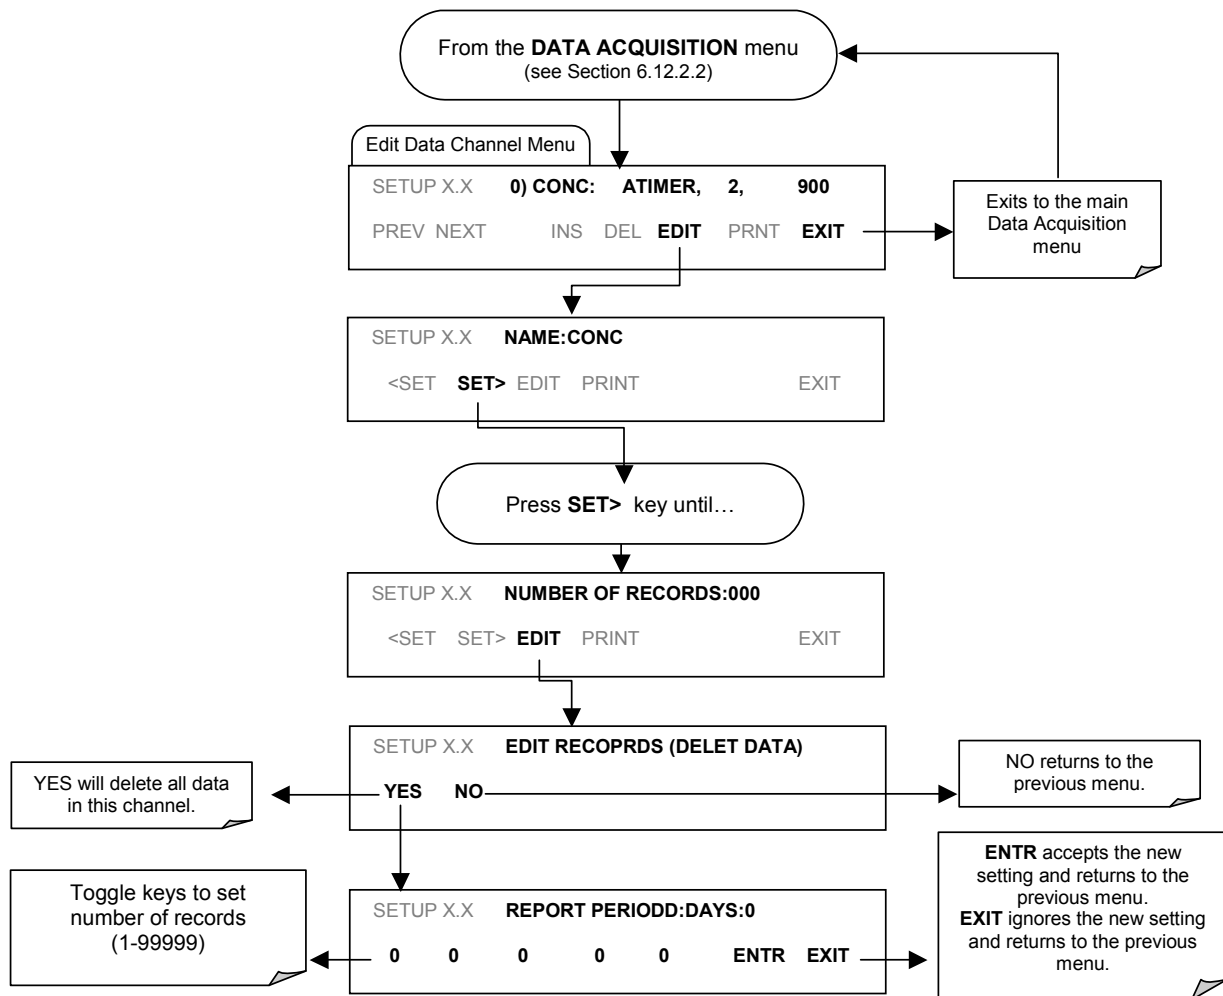 From the DATA ACQUISITION menu
(see Section 6.12.2.2)
Edit Data Channel Menu
SETUP X.X 0) CONC: ATIMER, 2, 900
PREV NEXT INS DEL EDIT PRNT EXIT
Exits to the main
Data Acquisition
menu
SETUP X.X NAME:CONC
<SET SET> EDIT PRINT EXIT
Press SET> key until…
SETUP X.X NUMBER OF RECORDS:000
<SET SET> EDIT PRINT EXIT
SETUP X.X EDIT RECOPRDS (DELET DATA)
YES NO
YES will delete all data
in this channel.
NO returns to the
previous menu.
Toggle keys to set
number of records
(1-99999)
SETUP X.X REPORT PERIODD:DAYS:0
0 0 0 0 0 ENTR EXIT
ENTR accepts the new
setting and returns to the
previous menu.
EXIT ignores the new setting
and returns to the previous
menu.